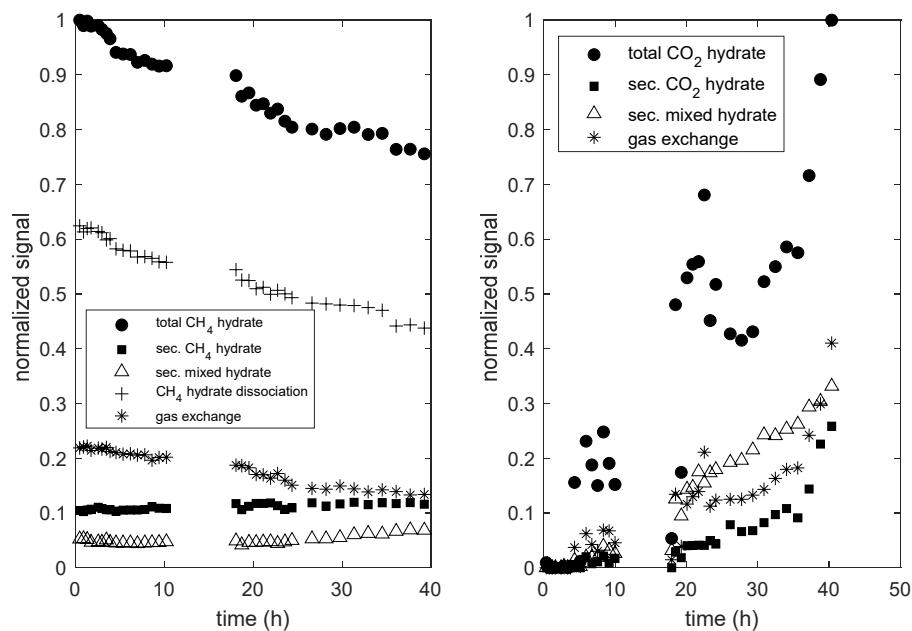 1
0.9
0.8
0.7
0.6
0.5
0.4
0.3
0.2
0.1
0
normalized signal
total CH4 hydrate
sec. CH4 hydrate
sec. mixed hydrate
CH4 hydrate dissociation
gas exchange
0 10 20 30 40
time (h)
1
0.9
0.8
0.7
0.6
0.5
0.4
0.3
0.2
0.1
0
normalized signal
total CO2 hydrate
sec. CO2 hydrate
sec. mixed hydrate
gas exchange
0 10 20 30 40 50
time (h)